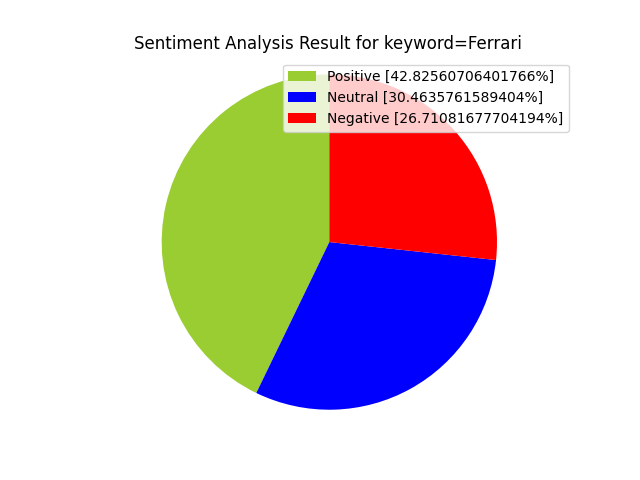 Sentiment Analysis Result for keyword=Ferrari
Positive [42.82560706401766%]
Neutral [30.4635761589404%]
Negative [26.71081677704194%]